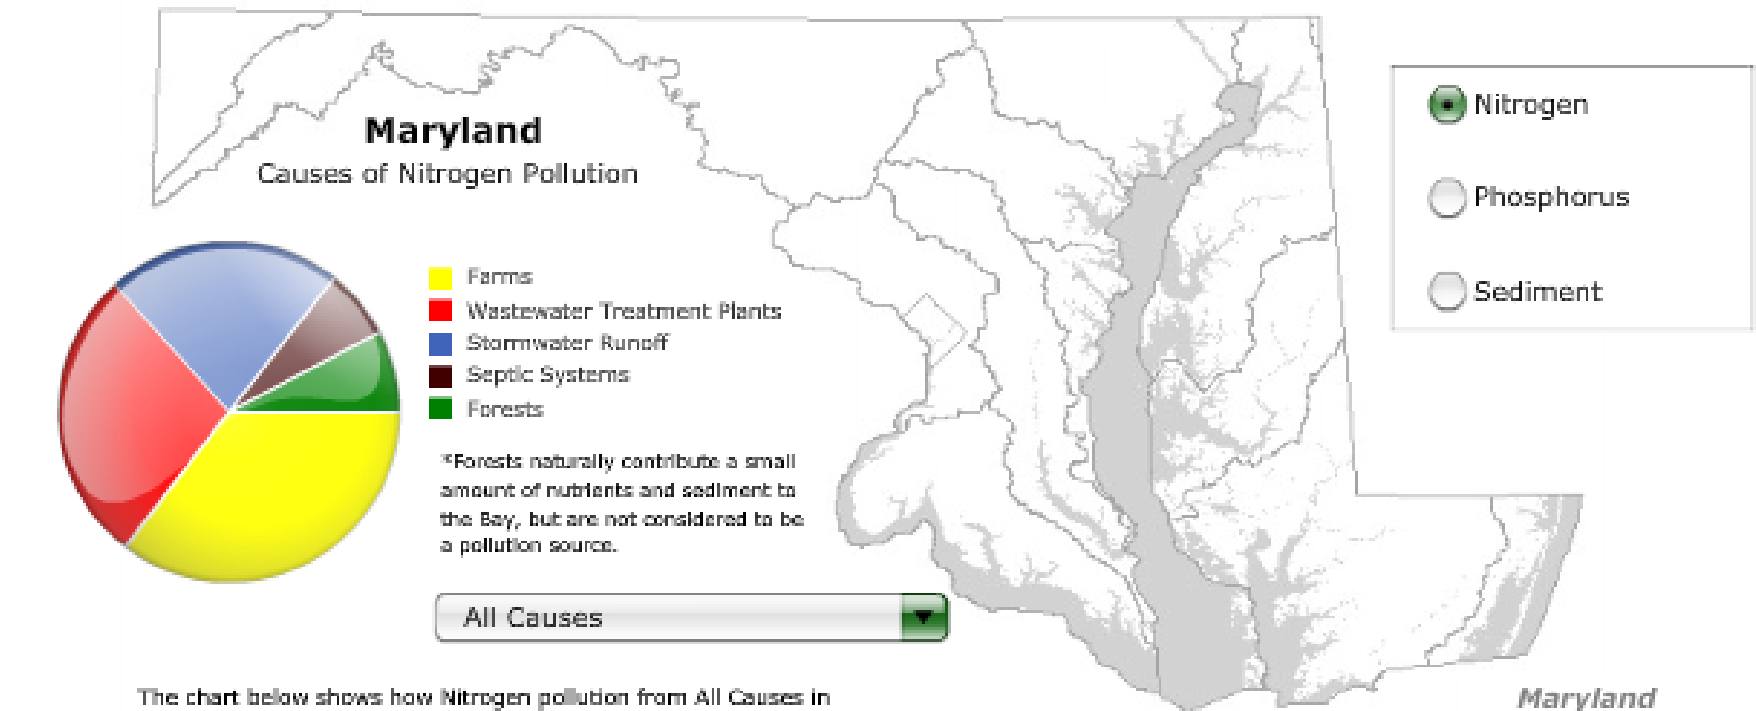 Maryland
Causes of Nitrogen Pollution
Farms
Wastewater Treatment Plants
Stormwater Runoff
Septic Systems
Forests
*Forests naturally contribute a small
amount of nutrients and sediment to
the Bay, but are not considered to be
a pollution source.
All Causes
The chart below shows how Nitrogen pollution from All Causes in
Nitrogen
Phosphorus
Sediment
Maryland